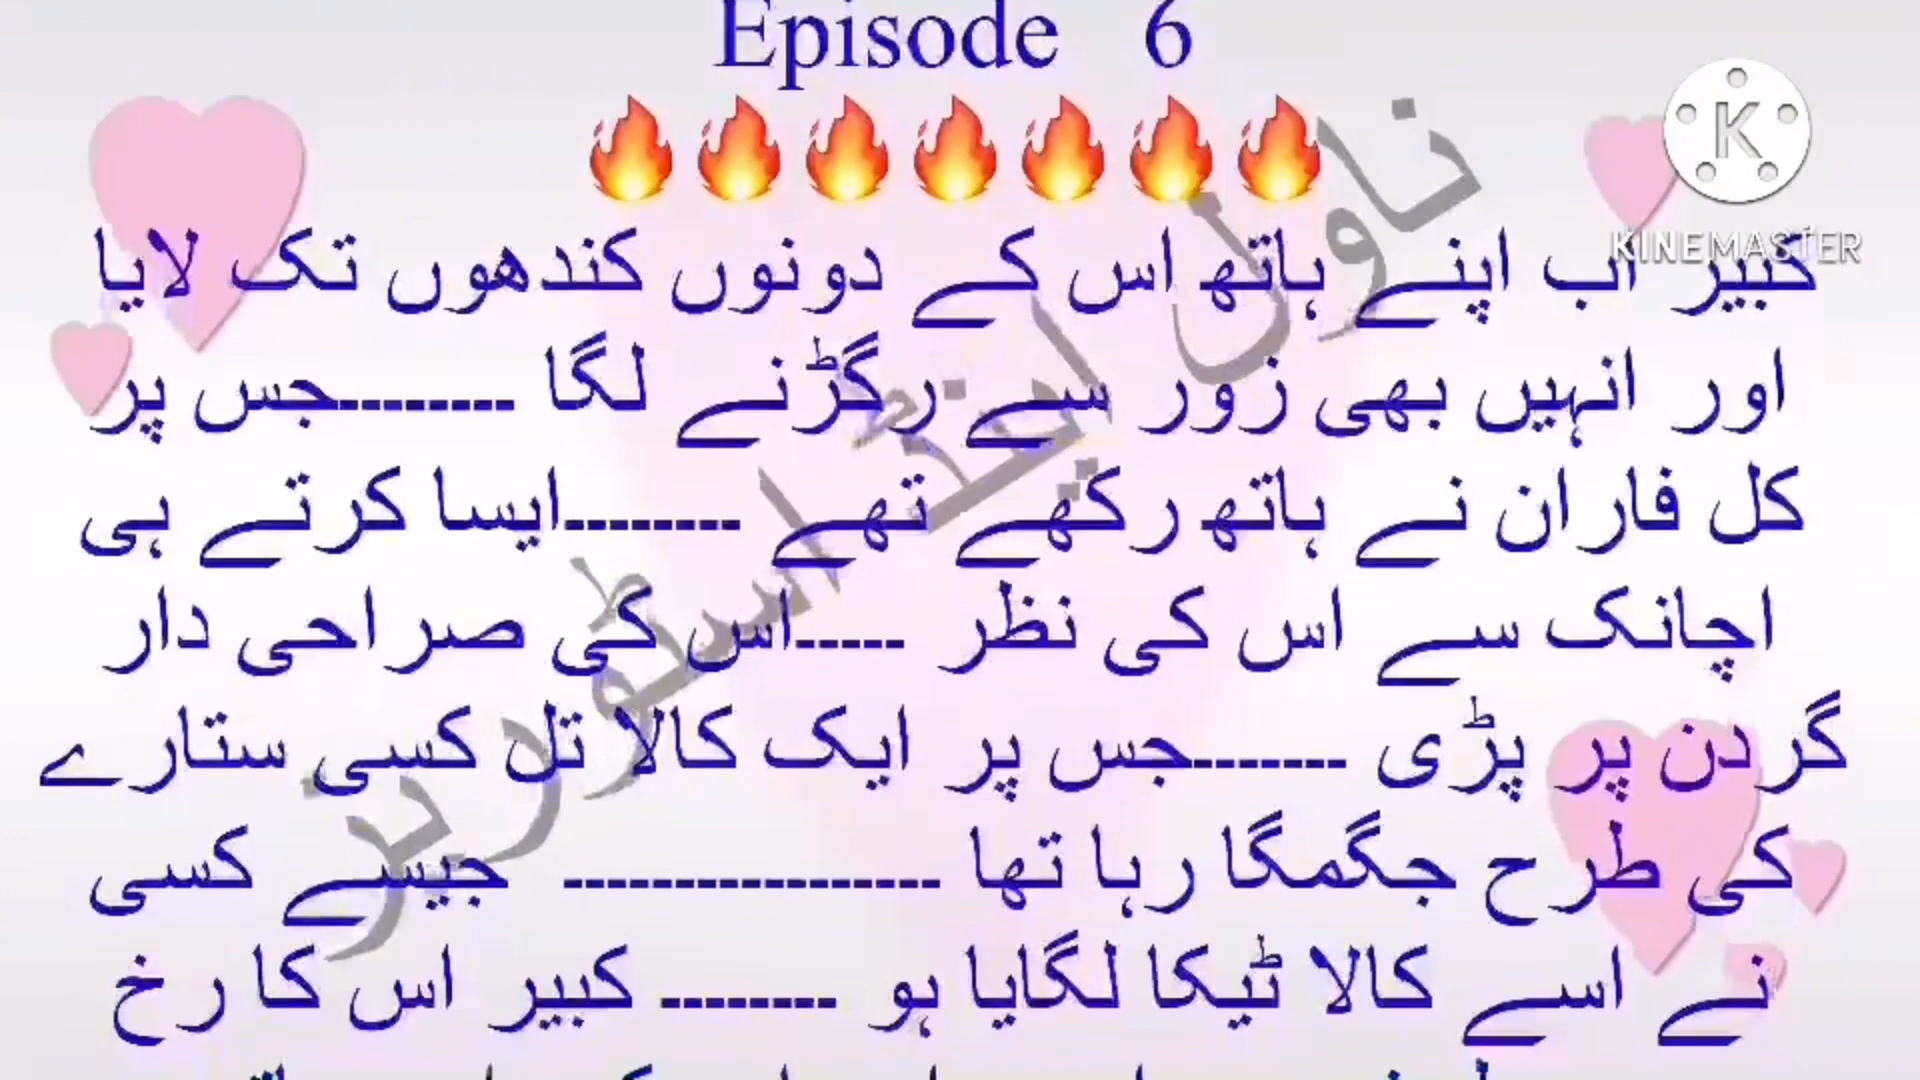 Episode 6
🔥🔥🔥🔥🔥🔥🔥
KINEMASTER
کبیر اب اپنے ہاتھ اس کے دونوں کندھوں تک لایا
اور انہیں بھی زور سے رگڑنے لگا --------جس پر
کل فاران نے ہاتھ رکھے تھے --------ایسا کرتے ہی
اچانک سے اس کی نظر -----اس کی صراحی دار
گردن پر پڑی -------جس پر ایک کالا تل کسی ستارے
کی طرح جگمگا رہا تھا ----------------- جیسے کسی
نے اسے کالا ٹیکا لگایا ہو -------- کبیر اس کا رخ
ناول اینڈ اسٹوریز